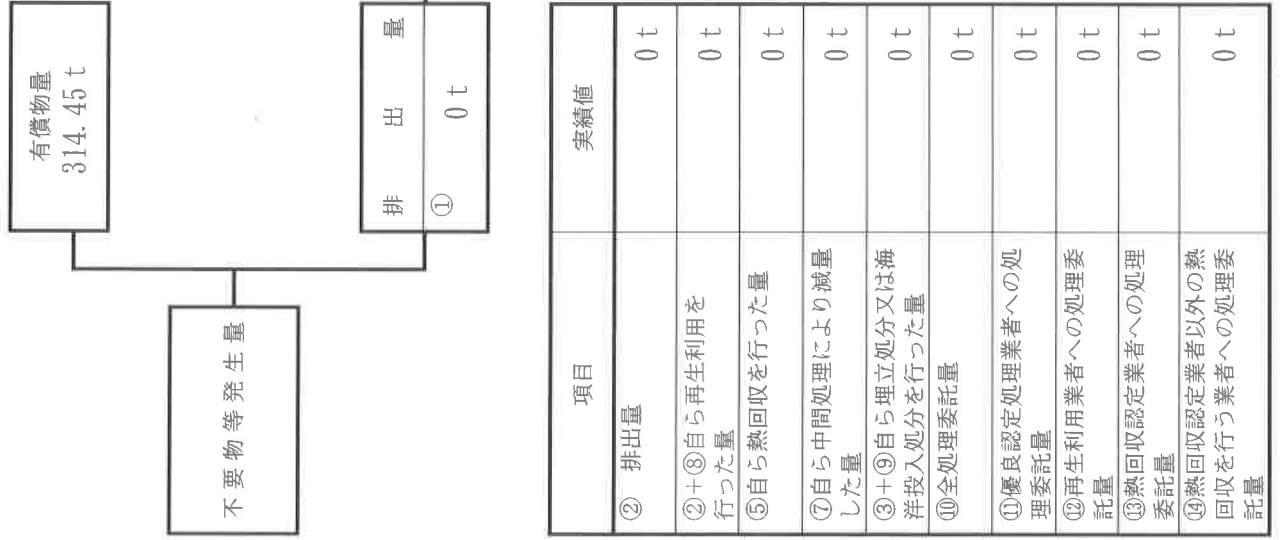 不要物等発生量
有償物量
314.45 t
排出量
①
0 t
項目
実績値
② 排出量
0 t
②+⑧自ら再生利用を
行った量
0 t
⑤自ら熱回収を行った量
0 t
⑦自ら中間処理により減量
した量
0 t
③+⑨自ら埋立処分又は海
洋投入処分を行った量
0 t
⑩全処理委託量
0 t
⑪優良認定処理業者への処
理委託量
0 t
⑫再生利用業者への処理委
託量
0 t
⑬熱回収認定業者への処理
委託量
0 t
⑭熱回収認定業者以外の熱
回収を行う業者への処理委
託量
0 t